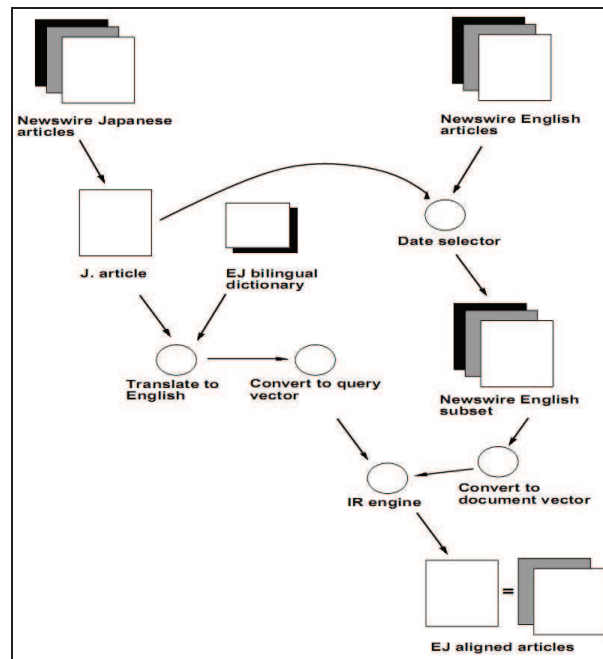 Newswire Japanese
articles
Newswire English
articles
J. article
EJ bilingual
dictionary
Date selector
Translate to
English
Convert to query
vector
Newswire English
subset
IR engine
Convert to
document vector
=
EJ aligned articles